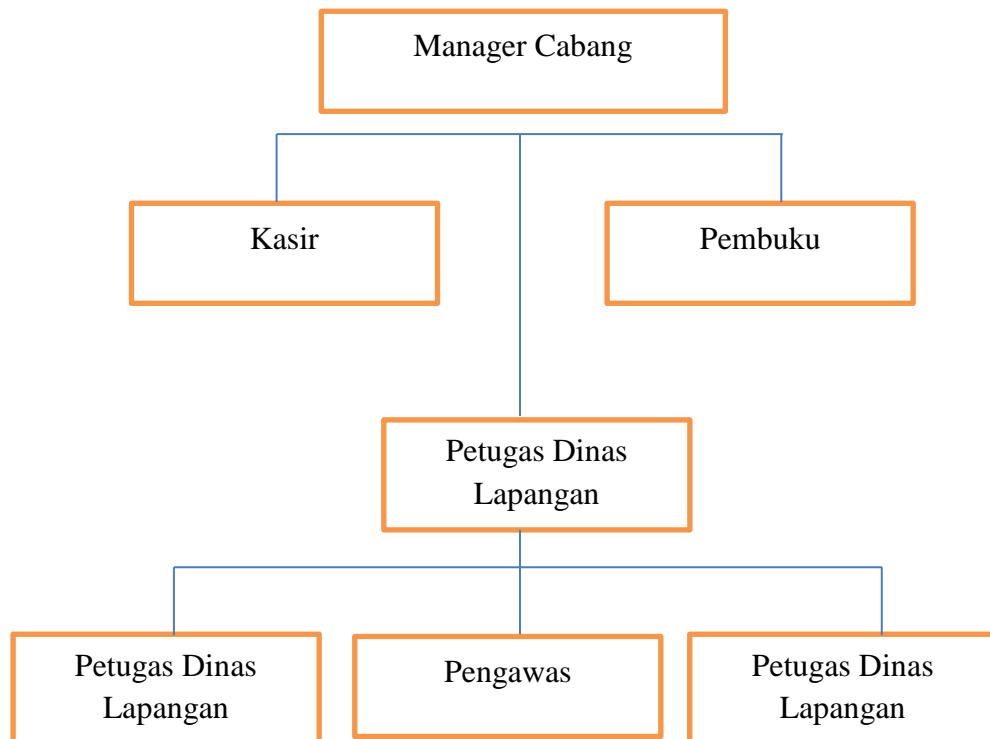 Manager Cabang
Kasir
Pembuku
Petugas Dinas
Lapangan
Petugas Dinas
Lapangan
Pengawas
Petugas Dinas
Lapangan